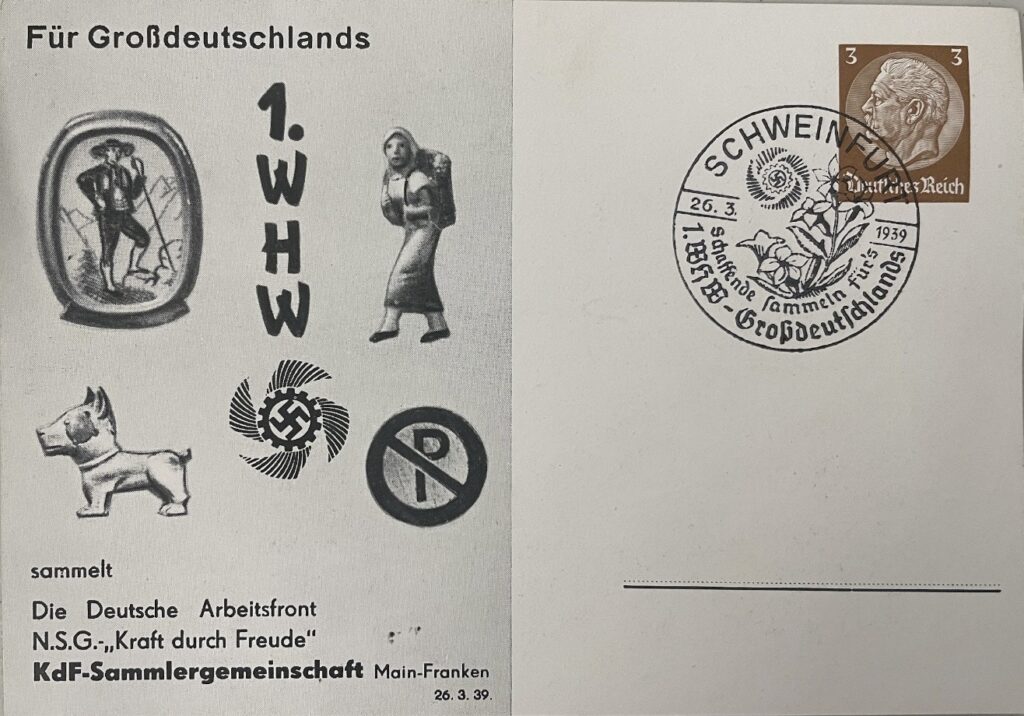 Für Großdeutschlands
1.
W
H
W
P
sammelt
Die Deutsche Arbeitsfront
N.S.G.-„Kraft durch Freude"
KdF-Sammlergemeinschaft Main-Franken
26. 3. 39.
3 3
Deutsches Reich
SCHWEINFURT
26. 3. 1939
Schaffende sammeln für's
1. WHW-Großdeutschlands